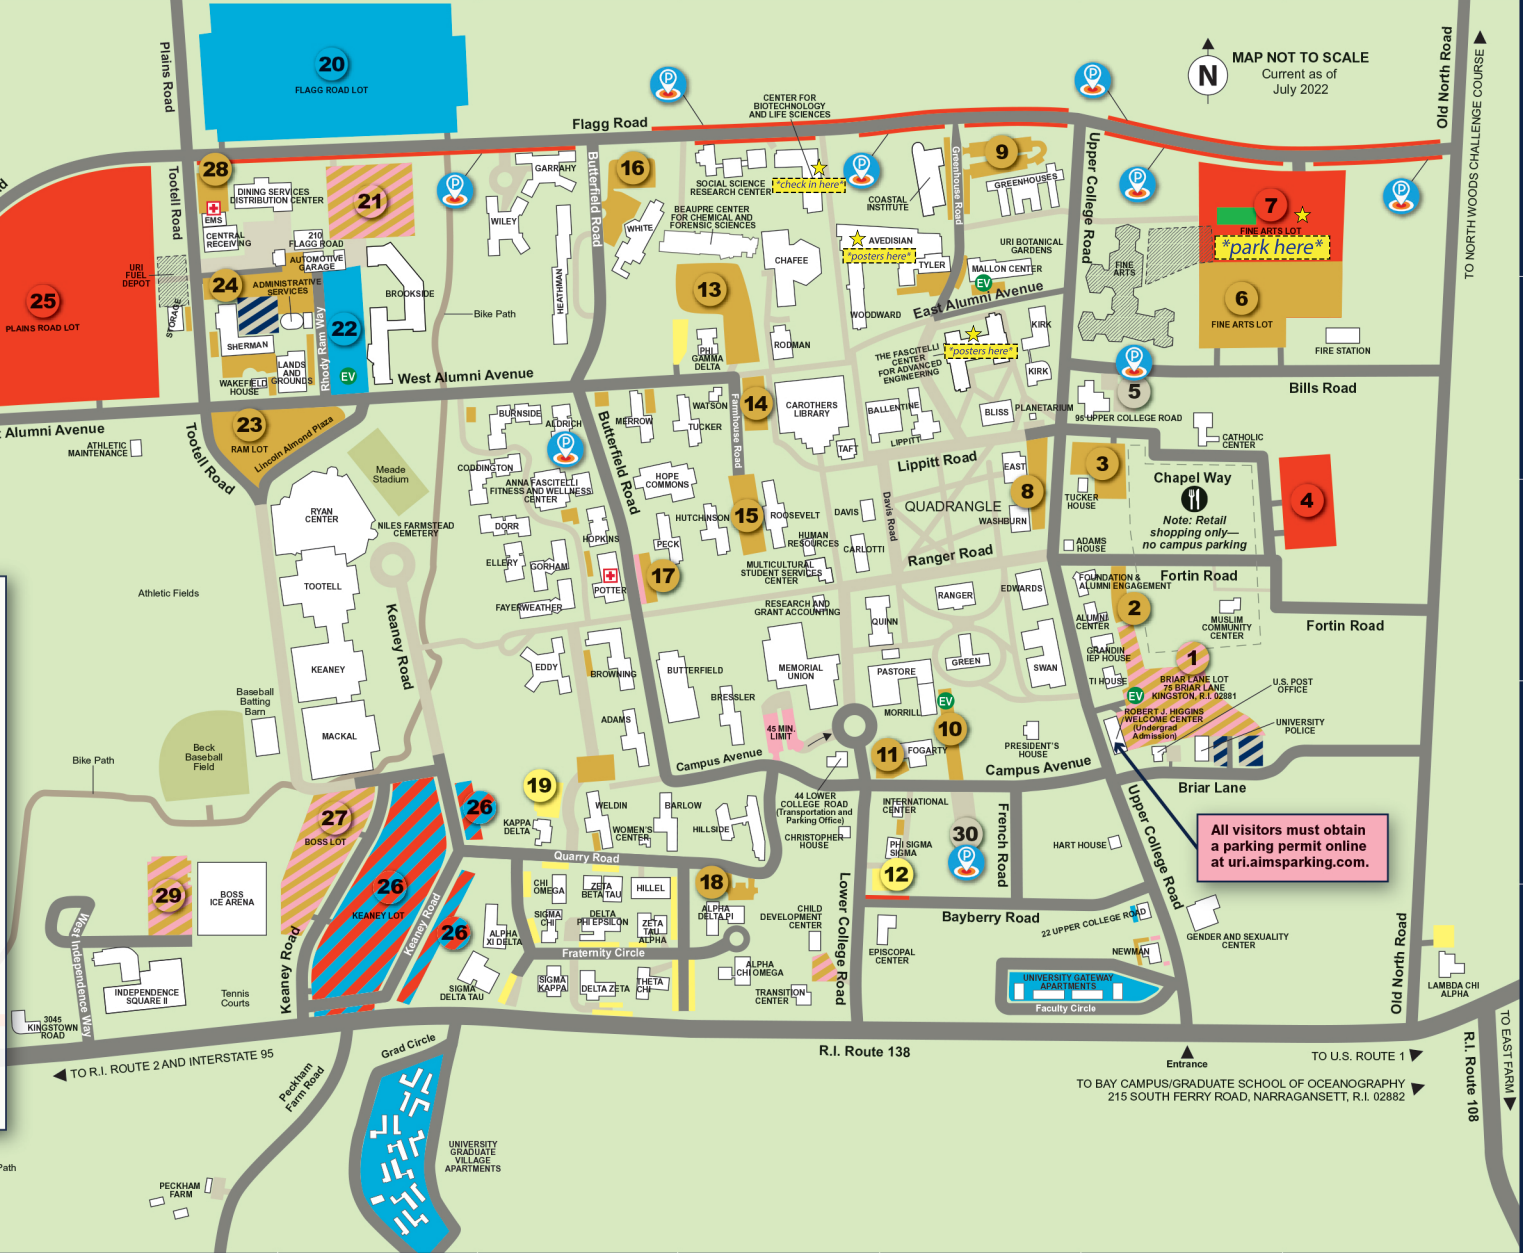 20
FLAGG ROAD LOT
Plains Road
Flagg Road
CENTER FOR
BIOTECHNOLOGY
AND LIFE SCIENCES
N
MAP NOT TO SCALE
Current as of
July 2022
Old North Road
TO NORTH WOODS CHALLENGE COURSE
28
DINING SERVICES
DISTRIBUTION CENTER
EMS
CENTRAL
RECEIVING
210
FLAGG ROAD
AUTOMOTIVE
GARAGE
21
Tootell Road
P
GARRAHY
WILEY
Butterfield Road
16
WHITE
P
SOCIAL SCIENCE
RESEARCH CENTER
*check in here*
P
BEAUPRE CENTER
FOR CHEMICAL AND
FORENSIC SCIENCES
COASTAL
INSTITUTE
Greenhouse Road
9
GREENHOUSES
P
Upper College Road
P
7
FINE ARTS LOT
*park here*
P
25
PLAINS ROAD LOT
URI
FUEL
DEPOT
STORAGE
24
ADMINISTRATIVE
SERVICES
SHERMAN
WAKEFIELD
HOUSE
LANDS
AND
GROUNDS
Rhody Ram Way
22
EV
BROOKSIDE
Bike Path
HEATHMAN
13
PHI
GAMMA
DELTA
CHAFEE
RODMAN
AVEDISIAN
*posters here*
TYLER
WOODWARD
URI BOTANICAL
GARDENS
MALLON CENTER
EV
East Alumni Avenue
THE FASCITELLI
CENTER
FOR ADVANCED
ENGINEERING
*posters here*
KIRK
KIRK
FINE
ARTS
6
FINE ARTS LOT
FIRE STATION
P
5
95 UPPER COLLEGE ROAD
Bills Road
Alumni Avenue
West Alumni Avenue
ATHLETIC
MAINTENANCE
Tootell Road
23
RAM LOT
Lincoln Almond Plaza
Meade
Stadium
BURNSIDE
ALDRICH
P
CODDINGTON
ANNA FASCITELLI
FITNESS AND WELLNESS
CENTER
Butterfield Road
MERROW
WATSON
TUCKER
Farmhouse Road
14
CAROTHERS
LIBRARY
BALLENTINE
BLISS
PLANETARIUM
LIPPITT
TAFT
Lippitt Road
CATHOLIC
CENTER
3
TUCKER
HOUSE
Chapel Way
Note: Retail
shopping only—
no campus parking
4
RYAN
CENTER
NILES FARMSTEAD
CEMETERY
DORR
HOPKINS
ELLERY
GORHAM
FAYERWEATHER
POTTER
HOPE
COMMONS
HUTCHINSON
15
ROOSEVELT
PECK
17
DAVIS
Davis Road
QUADRANGLE
EAST
8
WASHBURN
HUMAN
RESOURCES
CARLOTTI
MULTICULTURAL
STUDENT SERVICES
CENTER
Ranger Road
ADAMS
HOUSE
Fortin Road
Fortin Road
TOOTELL
Athletic Fields
Keaney Road
RESEARCH AND
GRANT ACCOUNTING
QUINN
RANGER
EDWARDS
FOUNDATION &
ALUMNI ENGAGEMENT
2
ALUMNI
CENTER
MUSLIM
COMMUNITY
CENTER
KEANEY
EDDY
BROWNING
BUTTERFIELD
BRESSLER
ADAMS
MEMORIAL
UNION
PASTORE
GREEN
SWAN
GRANDIN
IEP HOUSE
TI HOUSE
1
BRIAR LANE LOT
75 BRIAR LANE
KINGSTON, R.I. 02881
EV
ROBERT J. HIGGINS
WELCOME CENTER
(Undergrad
Admission)
U.S. POST
OFFICE
UNIVERSITY
POLICE
Baseball
Batting
Barn
MACKAL
Beck
Baseball
Field
Bike Path
45 MIN.
LIMIT
Campus Avenue
MORRILL
EV
10
11
FOGARTY
PRESIDENT'S
HOUSE
Campus Avenue
Briar Lane
27
BOSS LOT
26
19
KAPPA
DELTA
WELDIN
WOMEN'S
CENTER
BARLOW
HILLSIDE
44 LOWER
COLLEGE ROAD
(Transportation and
Parking Office)
CHRISTOPHER
HOUSE
INTERNATIONAL
CENTER
PHI SIGMA
SIGMA
12
30
P
French Road
HART HOUSE
Upper College Road
All visitors must obtain
a parking permit online
at uri.aimsparking.com.
29
BOSS
ICE ARENA
26
KEANEY LOT
Keaney Road
26
Quarry Road
CHI
OMEGA
ZETA
BETA TAU
HILLEL
SIGMA
CHI
DELTA
PHI EPSILON
ZETA
TAU
ALPHA
18
ALPHA
DELTA PI
ALPHA
XI DELTA
CHILD
DEVELOPMENT
CENTER
Lower College Road
Bayberry Road
EPISCOPAL
CENTER
22 UPPER COLLEGE ROAD
NEWMAN
GENDER AND SEXUALITY
CENTER
West Independence Way
INDEPENDENCE
SQUARE II
Tennis
Courts
Keaney Road
SIGMA
DELTA TAU
Fraternity Circle
SIGMA
KAPPA
DELTA ZETA
THETA
CHI
ALPHA
CHI OMEGA
TRANSITION
CENTER
UNIVERSITY GATEWAY
APARTMENTS
Faculty Circle
Old North Road
LAMBDA CHI
ALPHA
3045
KINGSTOWN
ROAD
TO R.I. ROUTE 2 AND INTERSTATE 95
Peckham
Farm Road
Grad Circle
R.I. Route 138
Entrance
TO U.S. ROUTE 1
TO BAY CAMPUS/GRADUATE SCHOOL OF OCEANOGRAPHY
215 SOUTH FERRY ROAD, NARRAGANSETT, R.I. 02882
R.I. Route 108
TO EAST FARM
UNIVERSITY
GRADUATE
VILLAGE
APARTMENTS
PECKHAM
FARM
Path